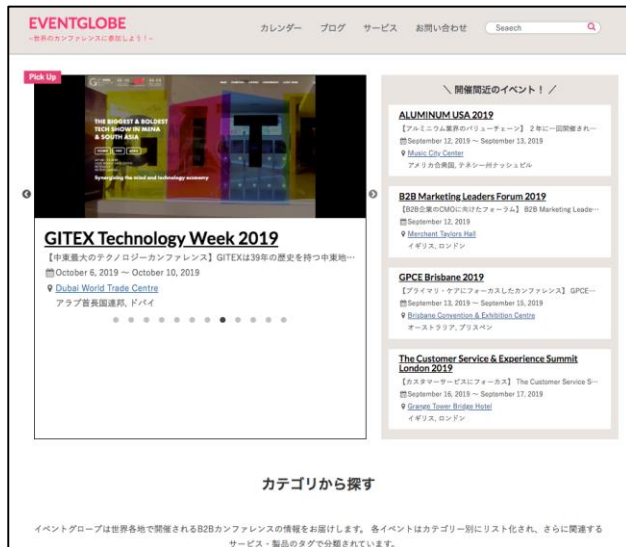 EVENTGLOBE
~世界のカンファレンスに参加しよう！~
カレンダー ブログ サービス お問い合わせ Seaech
Pick Up
THE BIGGEST & BOLDEST
TECH SHOW IN MENA
& SOUTH ASIA
Synergizing the mind and technology economy
GITEX Technology Week 2019
【中東最大のテクノロジーカンファレンス】GITEXは39年の歴史を持つ中東地…
October 6, 2019 ～ October 10, 2019
Dubai World Trade Centre
アラブ首長国連邦, ドバイ
＼ 開催間近のイベント！ ／
ALUMINUM USA 2019
【アルミニウム業界のバリューチェーン】 2年に一回開催され…
September 12, 2019 ～ September 13, 2019
Music City Center
アメリカ合衆国, テネシー州ナッシュビル
B2B Marketing Leaders Forum 2019
【B2B企業のCMOに向けたフォーラム】 B2B Marketing Leade…
September 12, 2019
Merchant Taylors Hall
イギリス, ロンドン
GPCE Brisbane 2019
【プライマリ・ケアにフォーカスしたカンファレンス】 GPCE…
September 13, 2019 ～ September 15, 2019
Brisbane Convention & Exhbition Centre
オーストラリア, ブリスベン
The Customer Service & Experience Summit
London 2019
【カスタマーサービスにフォーカス】 The Customer Service S…
September 16, 2019 ～ September 17, 2019
Grange Tower Bridge Hotel
イギリス, ロンドン
カテゴリから探す
イベントグローブは世界各地で開催されるB2Bカンファレンスの情報をお届けします。 各イベントはカテゴリー別にリスト化され、さらに関連する
サービス・製品のタグで分類されています。